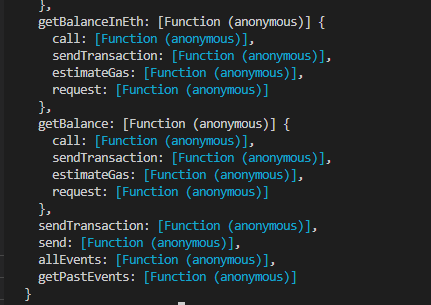 },
getBalanceInEth: [Function (anonymous)] {
call: [Function (anonymous)],
sendTransaction: [Function (anonymous)],
estimateGas: [Function (anonymous)],
request: [Function (anonymous)]
},
getBalance: [Function (anonymous)] {
call: [Function (anonymous)],
sendTransaction: [Function (anonymous)],
estimateGas: [Function (anonymous)],
request: [Function (anonymous)]
},
sendTransaction: [Function (anonymous)],
send: [Function (anonymous)],
allEvents: [Function (anonymous)],
getPastEvents: [Function (anonymous)]
}